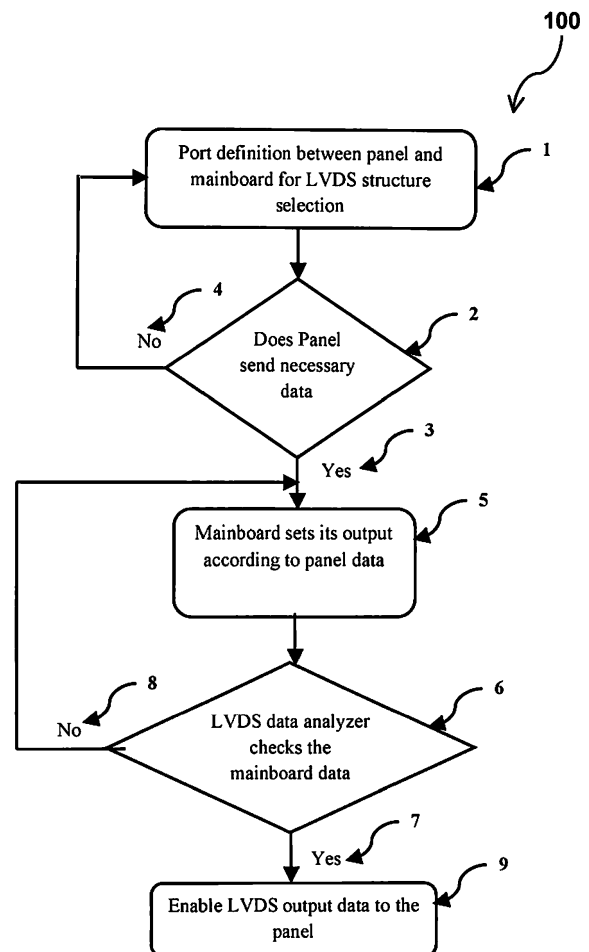 100
Port definition between panel and
mainboard for LVDS structure
selection
1
4
No
Does Panel
send necessary
data
2
3
Yes
Mainboard sets its output
according to panel data
5
8
No
LVDS data analyzer
checks the
mainboard data
6
7
Yes
Enable LVDS output data to the
panel
9